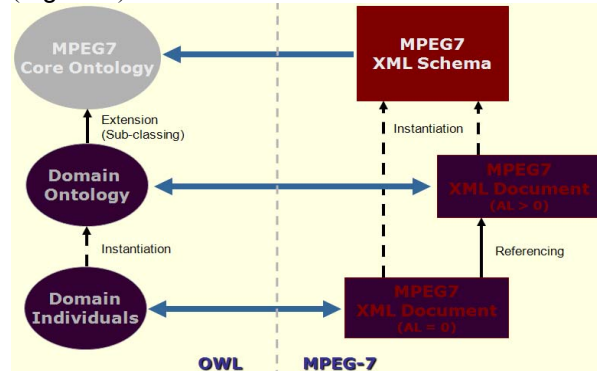 MPEG7
Core Ontology
MPEG7
XML Schema
Extension
(Sub-classing)
Instantiation
Domain
Ontology
MPEG7
XML Document
(AL > 0)
Instantiation
Referencing
Domain
Individuals
MPEG7
XML Document
(AL = 0)
OWL
MPEG-7